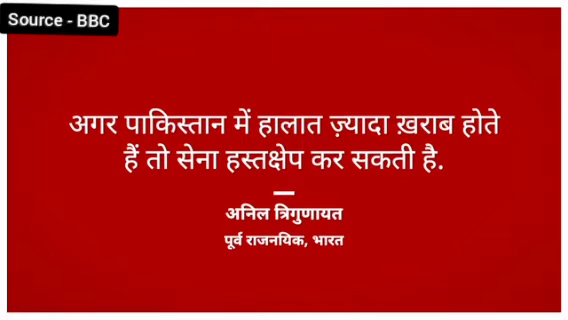 Source - BBC
अगर पाकिस्तान में हालात ज़्यादा ख़राब होते
हैं तो सेना हस्तक्षेप कर सकती है.
अनिल त्रिगुणायत
पूर्व राजनयिक, भारत